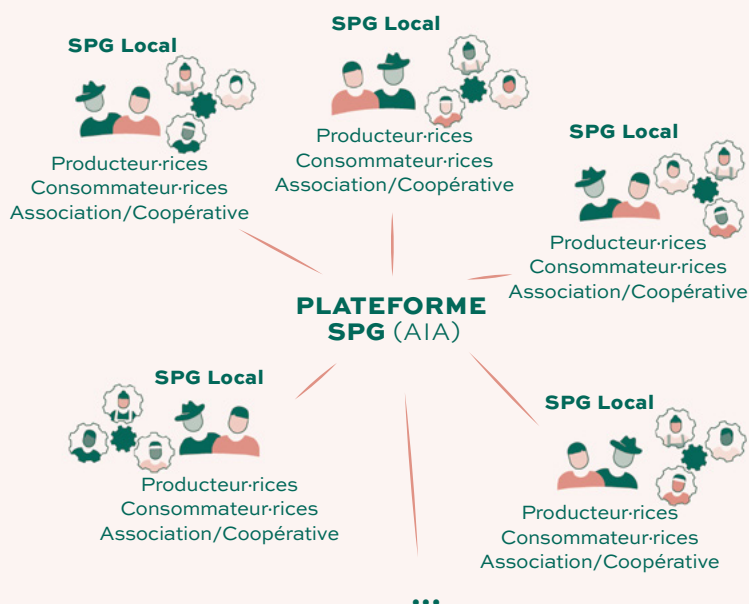 SPG Local
Producteur·rices
Consommateur·rices
Association/Coopérative
SPG Local
Producteur·rices
Consommateur·rices
Association/Coopérative
SPG Local
Producteur·rices
Consommateur·rices
Association/Coopérative
PLATEFORME
SPG (AIA)
SPG Local
Producteur·rices
Consommateur·rices
Association/Coopérative
SPG Local
Producteur·rices
Consommateur·rices
Association/Coopérative
...